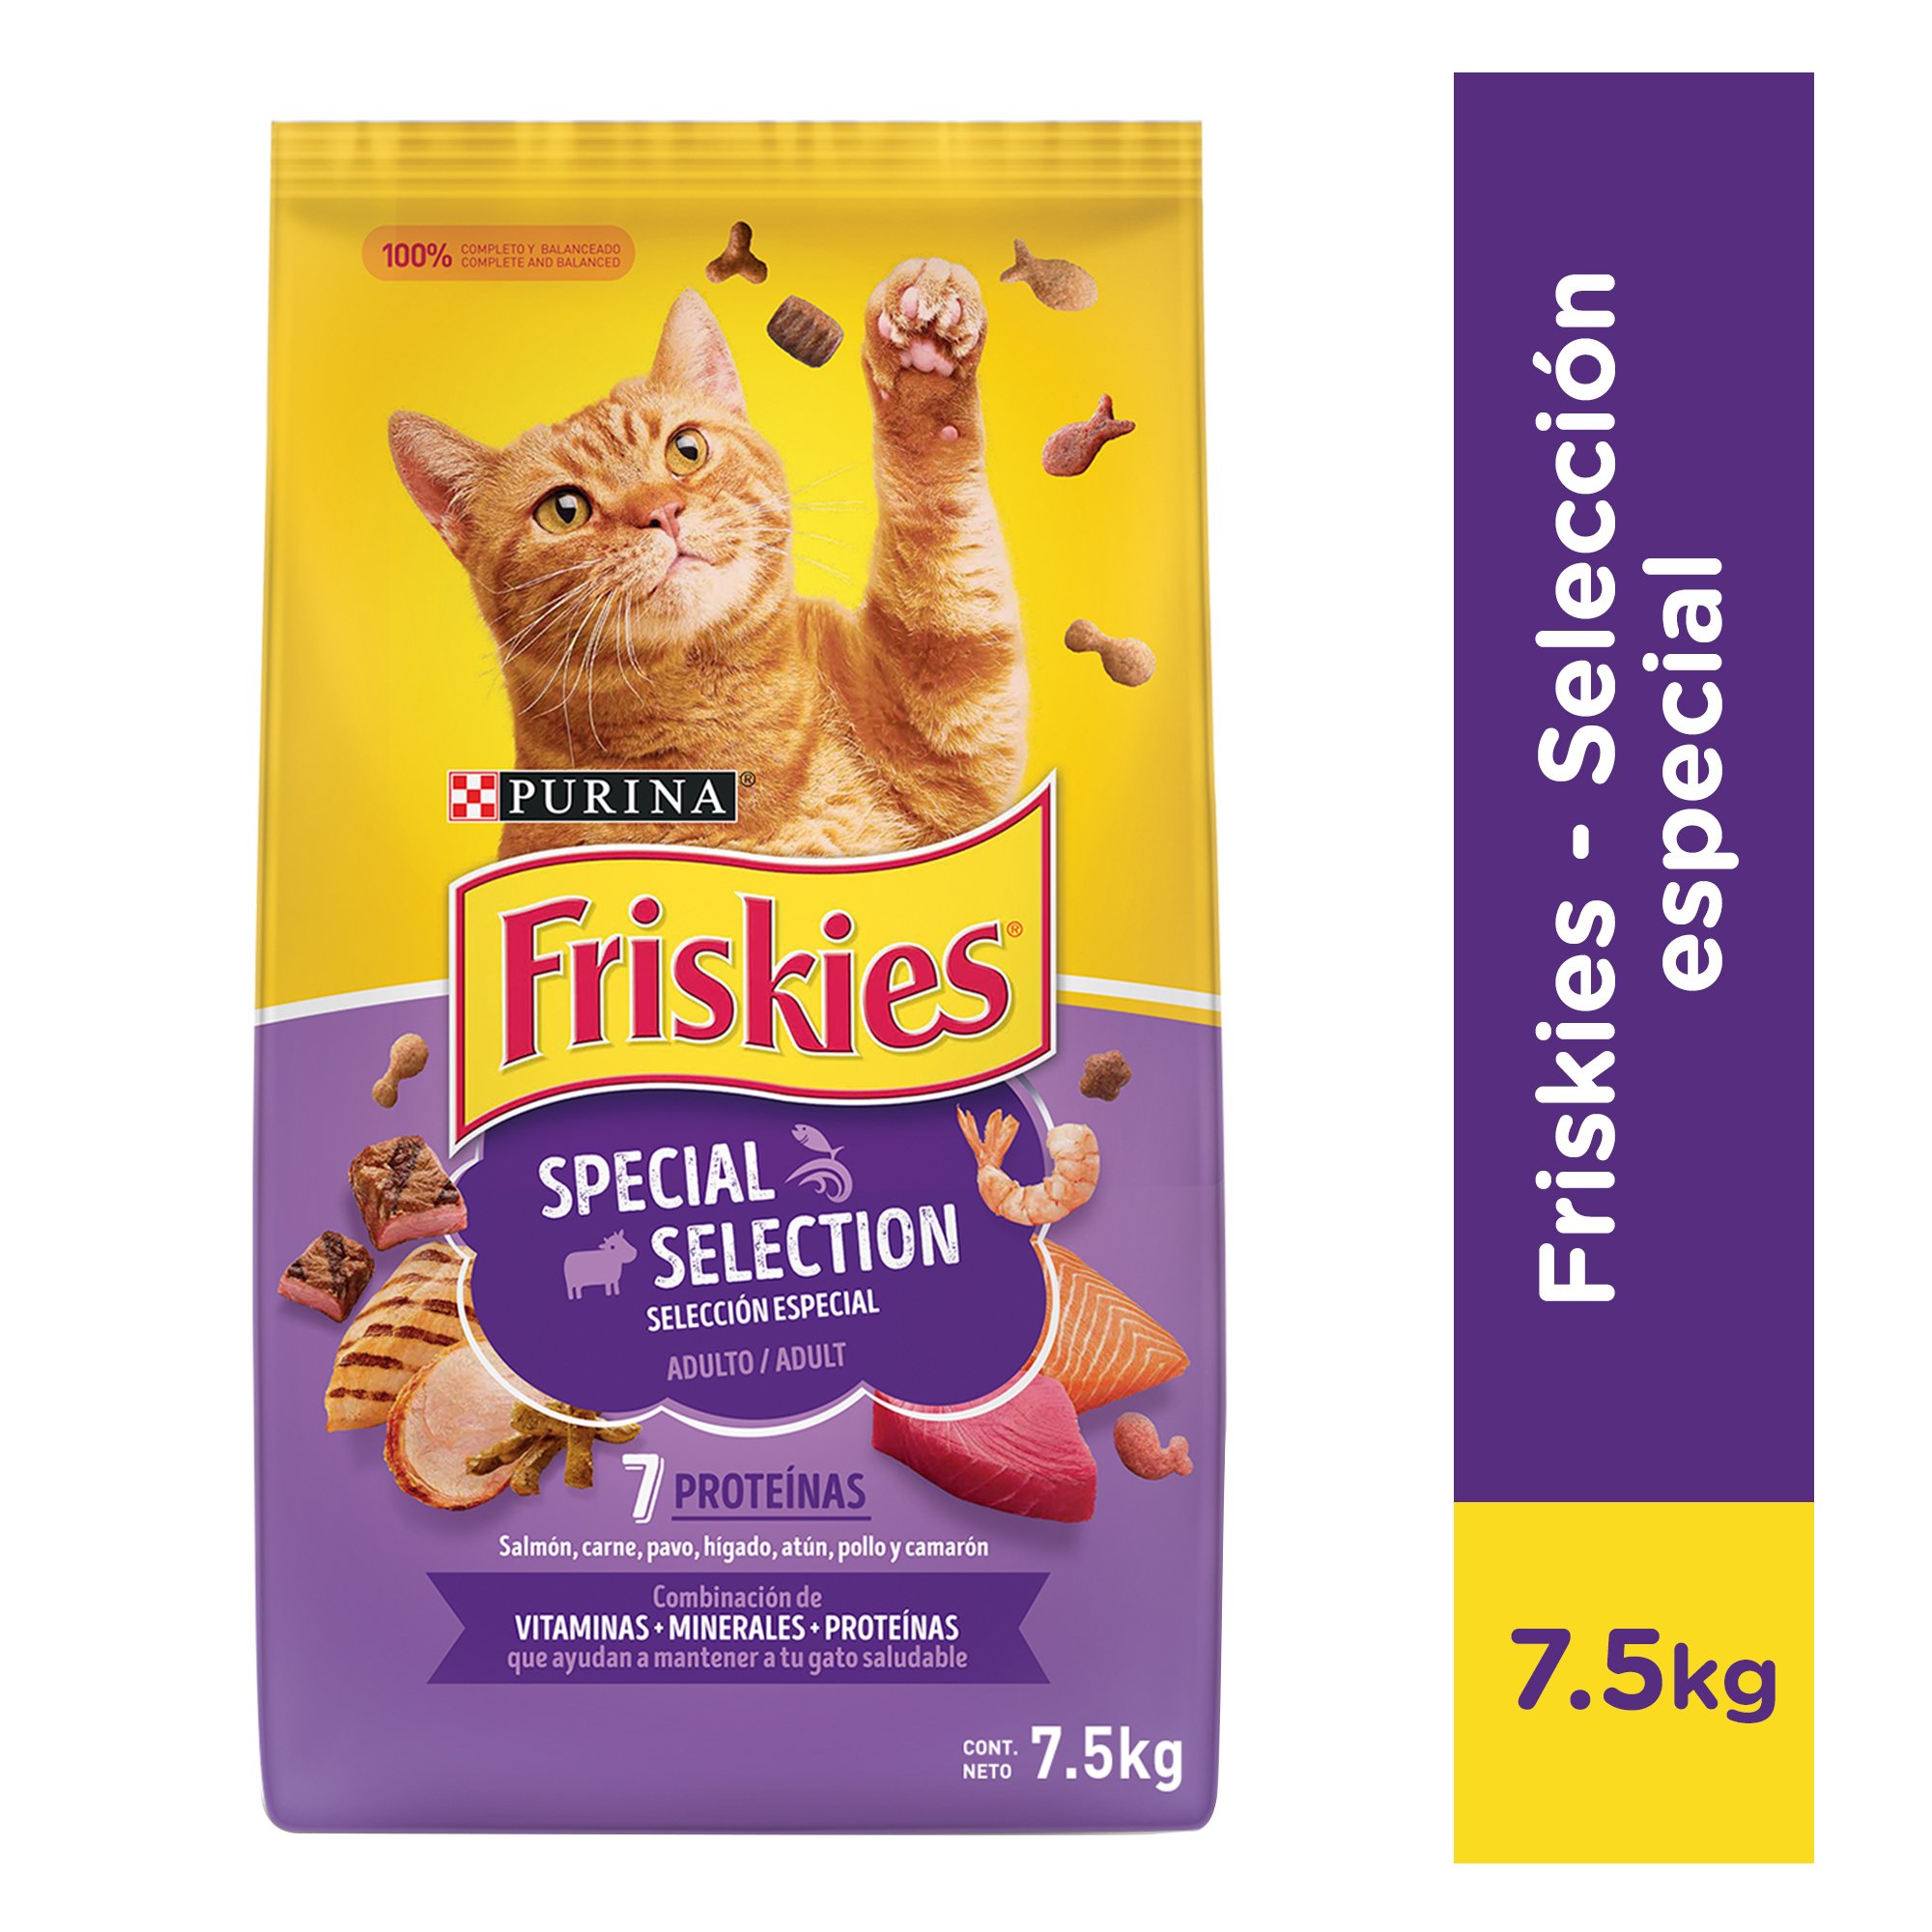 100% COMPLETO Y BALANCEADO
COMPLETE AND BALANCED
PURINA®
Friskies®
SPECIAL
SELECTION
SELECCIÓN ESPECIAL
ADULTO / ADULT
7 PROTEÍNAS
Salmón, carne, pavo, hígado, atún, pollo y camarón
Combinación de
VITAMINAS + MINERALES + PROTEÍNAS
que ayudan a mantener a tu gato saludable
CONT.
NETO 7.5kg
Friskies - Selección
especial
7.5kg